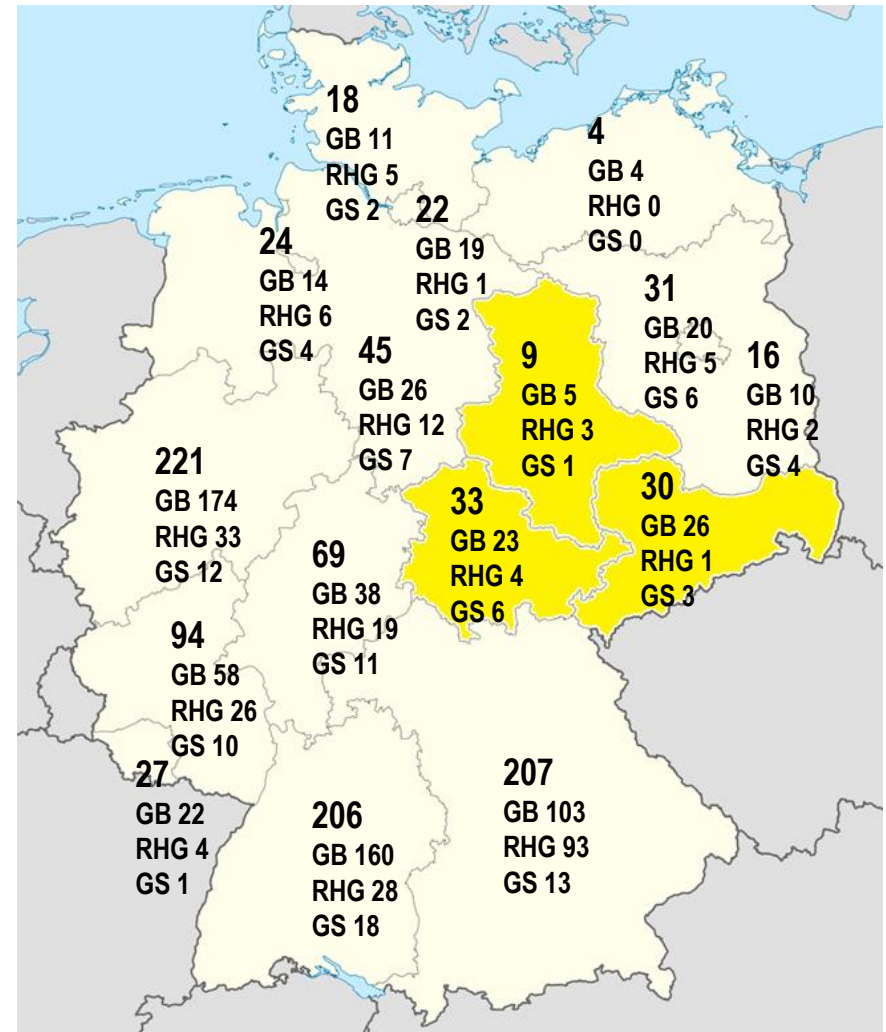 18
GB 11
RHG 5
GS 2
4
GB 4
RHG 0
GS 0
22
GB 19
RHG 1
GS 2
24
GB 14
RHG 6
GS 4
31
GB 20
RHG 5
GS 6
45
GB 26
RHG 12
GS 7
9
GB 5
RHG 3
GS 1
16
GB 10
RHG 2
GS 4
221
GB 174
RHG 33
GS 12
33
GB 23
RHG 4
GS 6
30
GB 26
RHG 1
GS 3
69
GB 38
RHG 19
GS 11
94
GB 58
RHG 26
GS 10
27
GB 22
RHG 4
GS 1
206
GB 160
RHG 28
GS 18
207
GB 103
RHG 93
GS 13